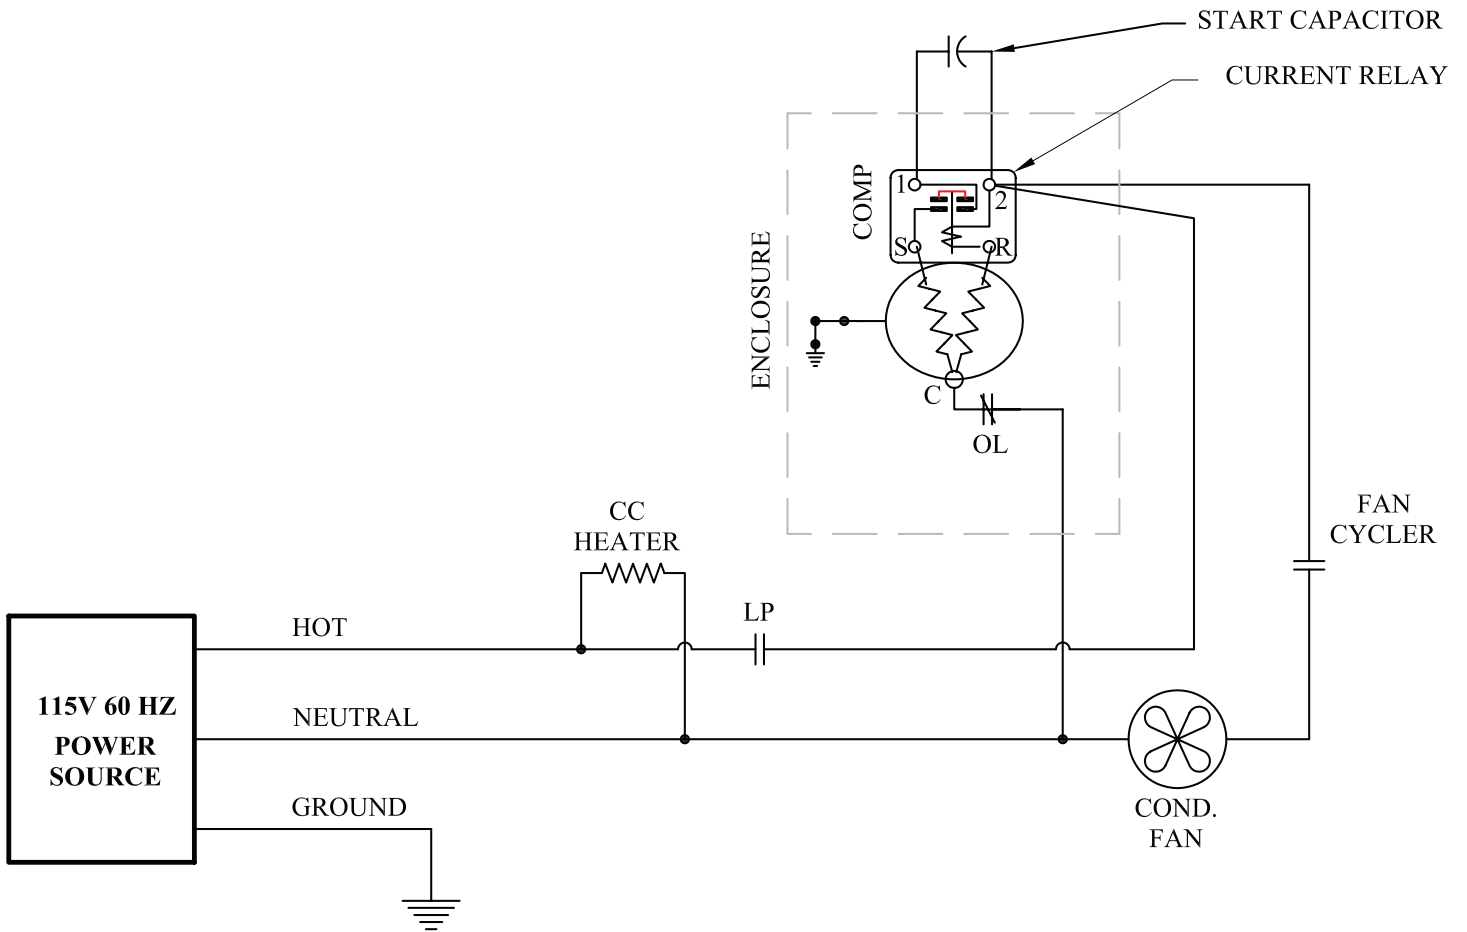 START CAPACITOR
CURRENT RELAY
COMP
1
2
S
R
ENCLOSURE
C
OL
FAN
CYCLER
CC
HEATER
LP
HOT
115V 60 HZ
POWER
SOURCE
NEUTRAL
GROUND
COND.
FAN